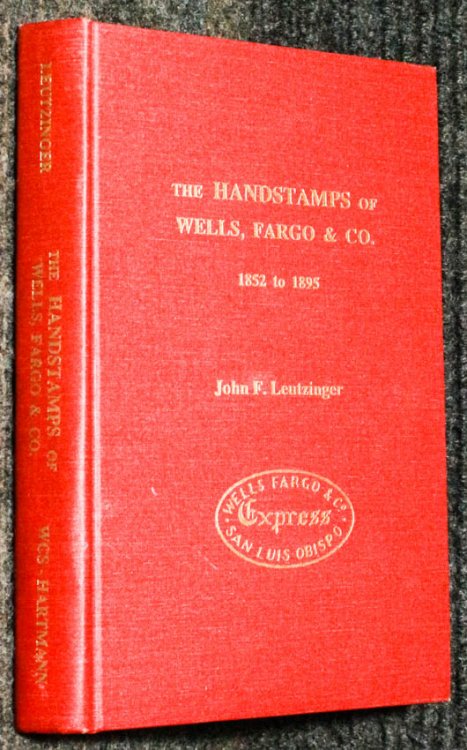 THE HANDSTAMPS OF
WELLS, FARGO & CO.
1852 to 1895
John F. Leutzinger
WELLS FARGO & Co.
Express
SAN LUIS OBISPO
LEUTZINGER
THE HANDSTAMPS OF
WELLS, FARGO & CO.
WCS HARTMANN